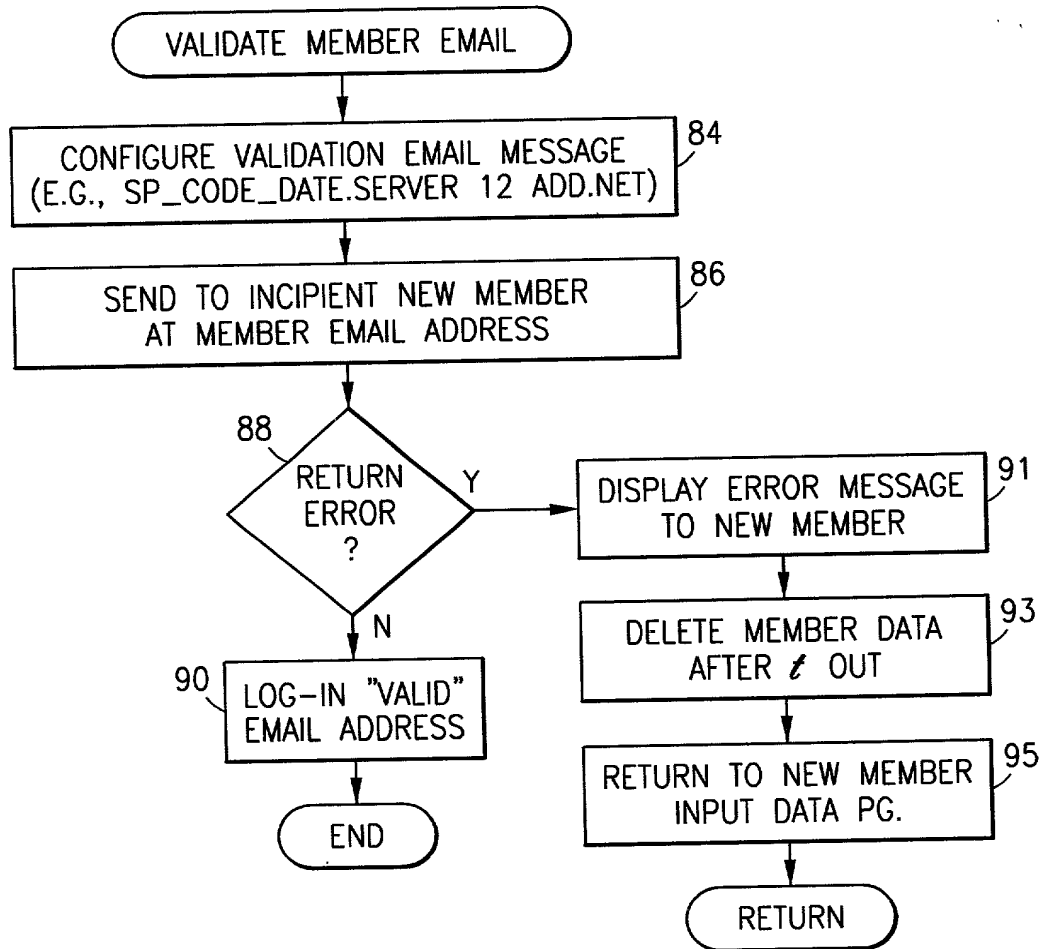 VALIDATE MEMBER EMAIL
84
CONFIGURE VALIDATION EMAIL MESSAGE
(E.G., SP_CODE_DATE.SERVER 12 ADD.NET)
86
SEND TO INCIPIENT NEW MEMBER
AT MEMBER EMAIL ADDRESS
88
RETURN
ERROR
?
Y
N
91
DISPLAY ERROR MESSAGE
TO NEW MEMBER
93
DELETE MEMBER DATA
AFTER t OUT
90
LOG-IN "VALID"
EMAIL ADDRESS
95
RETURN TO NEW MEMBER
INPUT DATA PG.
END
RETURN